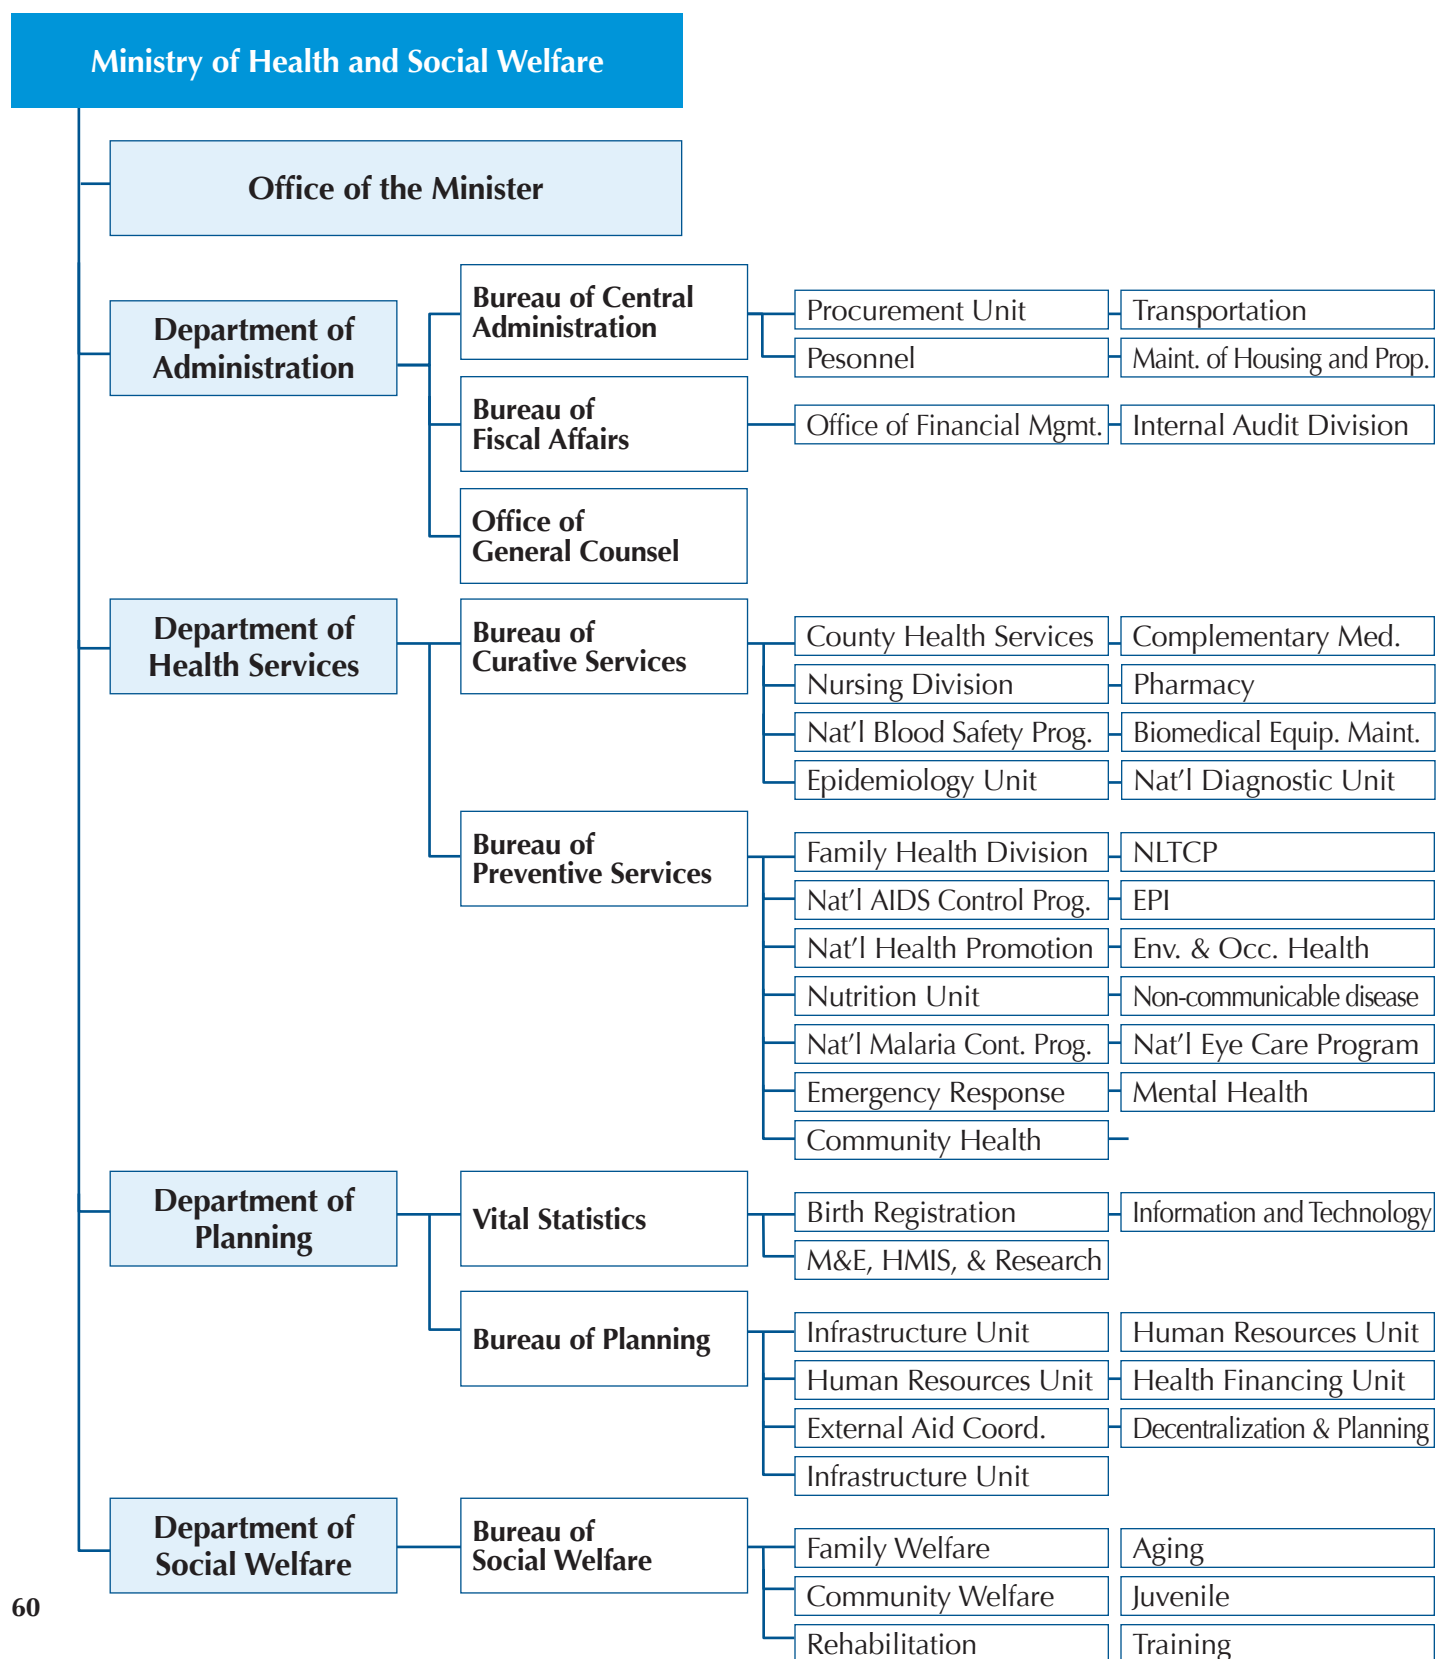 Ministry of Health and Social Welfare
Office of the Minister
Department of
Administration
Bureau of Central
Administration
Procurement Unit
Transportation
Pesonnel
Maint. of Housing and Prop.
Bureau of
Fiscal Affairs
Office of Financial Mgmt.
Internal Audit Division
Office of
General Counsel
Department of
Health Services
Bureau of
Curative Services
County Health Services
Complementary Med.
Nursing Division
Pharmacy
Nat’l Blood Safety Prog.
Biomedical Equip. Maint.
Epidemiology Unit
Nat’l Diagnostic Unit
Bureau of
Preventive Services
Family Health Division
NLTCP
Nat’l AIDS Control Prog.
EPI
Nat’l Health Promotion
Env. & Occ. Health
Nutrition Unit
Non-communicable disease
Nat’l Malaria Cont. Prog.
Nat’l Eye Care Program
Emergency Response
Mental Health
Community Health
Department of
Planning
Vital Statistics
Birth Registration
Information and Technology
M&E, HMIS, & Research
Bureau of Planning
Infrastructure Unit
Human Resources Unit
Human Resources Unit
Health Financing Unit
External Aid Coord.
Decentralization & Planning
Infrastructure Unit
Department of
Social Welfare
Bureau of
Social Welfare
Family Welfare
Aging
Community Welfare
Juvenile
Rehabilitation
Training
60